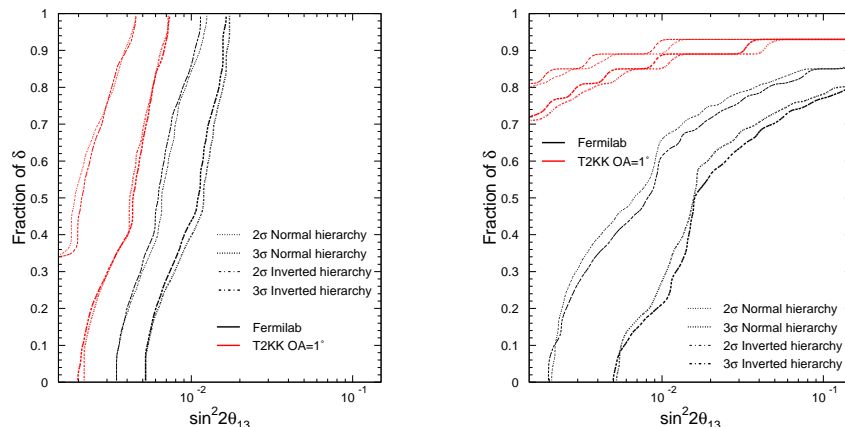 1
0.9
0.8
0.7
0.6
0.5
0.4
0.3
0.2
0.1
0
Fraction of δ
2σ Normal hierarchy
3σ Normal hierarchy
2σ Inverted hierarchy
3σ Inverted hierarchy
Fermilab
T2KK OA=1°
10⁻² 10⁻¹
sin²2θ₁₃
1
0.9
0.8
0.7
0.6
0.5
0.4
0.3
0.2
0.1
0
Fraction of δ
Fermilab
T2KK OA=1°
2σ Normal hierarchy
3σ Normal hierarchy
2σ Inverted hierarchy
3σ Inverted hierarchy
10⁻² 10⁻¹
sin²2θ₁₃